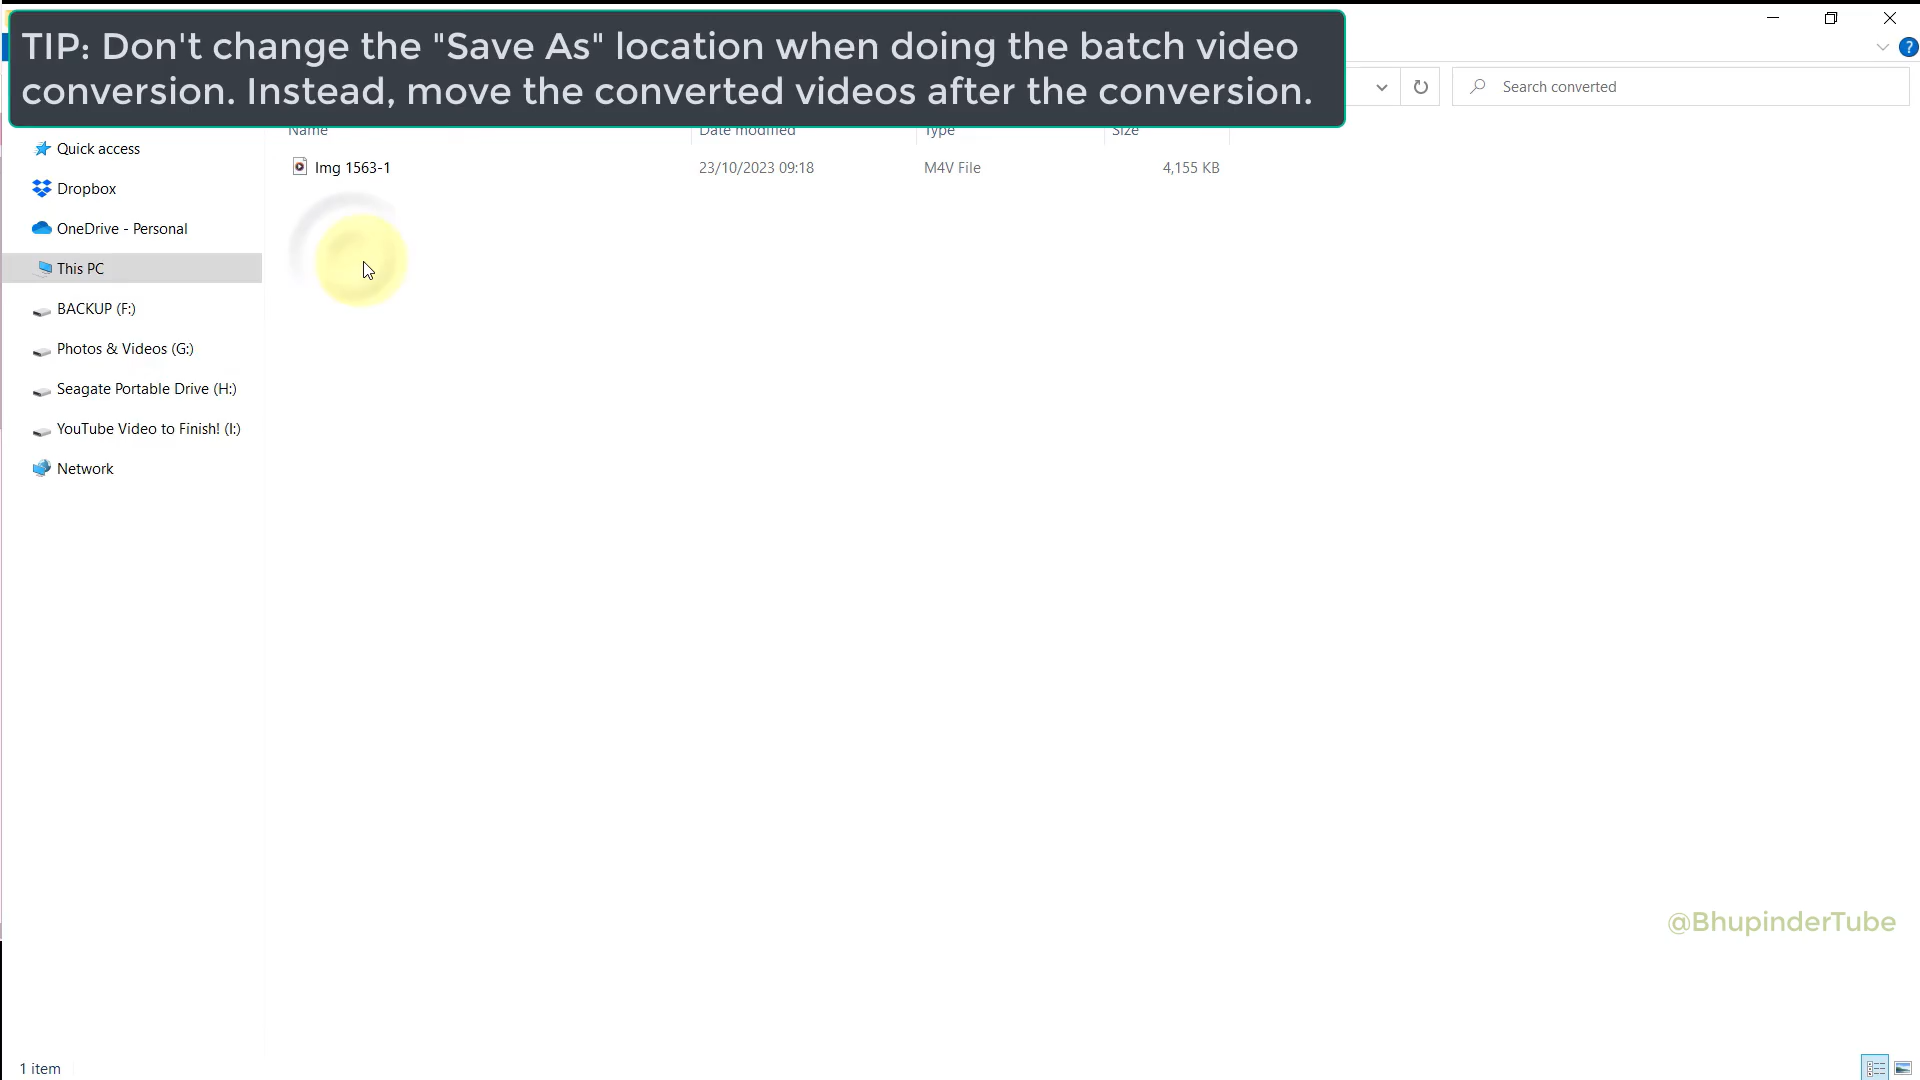 TIP: Don't change the "Save As" location when doing the batch video
conversion. Instead, move the converted videos after the conversion.
?
Search converted
Name
Date modified
Type
Size
Quick access
Img 1563-1
23/10/2023 09:18
M4V File
4,155 KB
Dropbox
OneDrive - Personal
This PC
BACKUP (F:)
Photos & Videos (G:)
Seagate Portable Drive (H:)
YouTube Video to Finish! (I:)
Network
@BhupinderTube
1 item